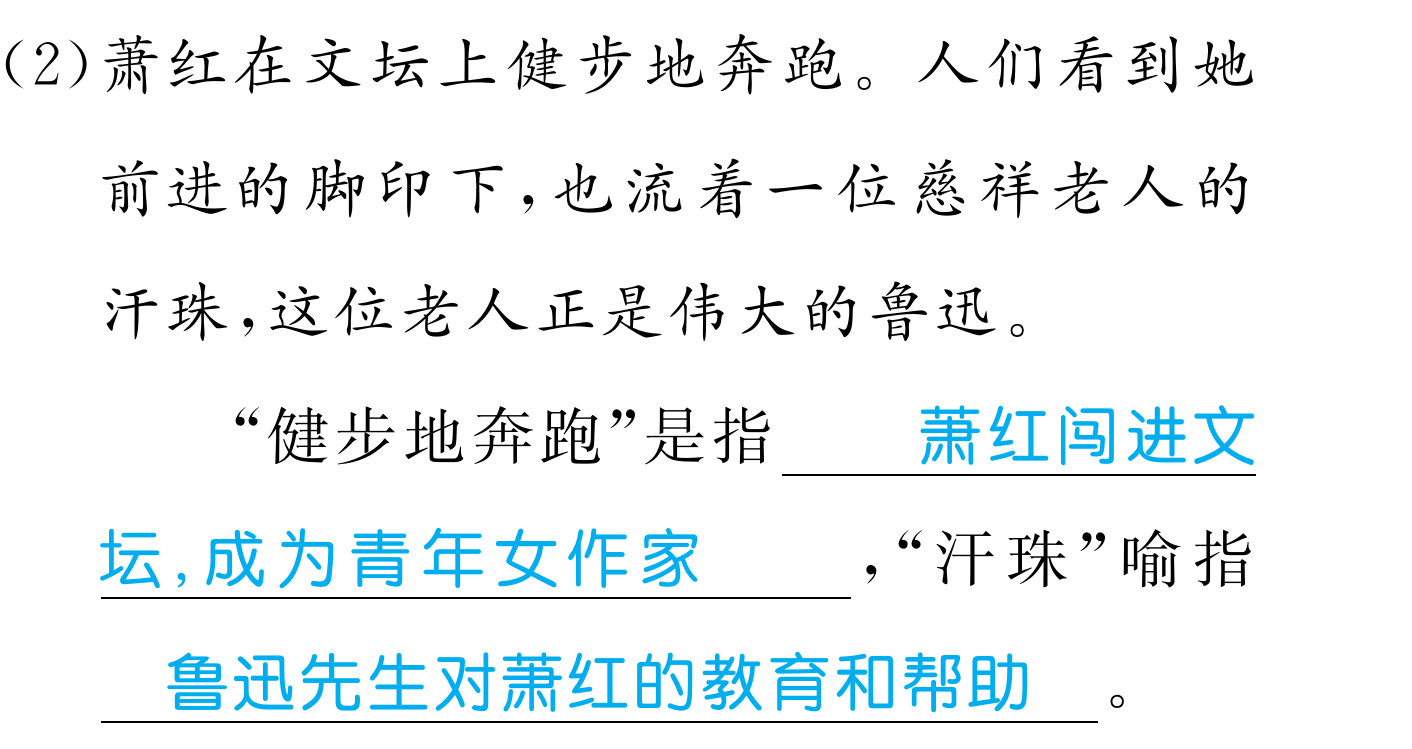 (2)萧红在文坛上健步地奔跑。人们看到她
前进的脚印下,也流着一位慈祥老人的
汗珠,这位老人正是伟大的鲁迅。
“健步地奔跑”是指 萧红闯进文
坛,成为青年女作家 ,“汗珠”喻指
鲁迅先生对萧红的教育和帮助 。